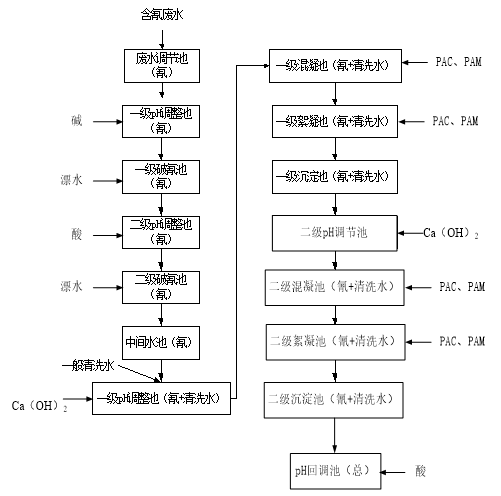 含氰废水
废水调节池
（氰）
碱
一级pH调整池
（氰）
漂水
一级破氰池
（氰）
酸
二级pH调整池
（氰）
漂水
二级破氰池
（氰）
中间水池（氰）
一般清洗水
Ca（OH）2
一级pH调整池（氰+清洗水）
一级混凝池（氰+清洗水）
PAC、PAM
一级絮凝池（氰+清洗水）
PAC、PAM
一级沉淀池（氰+清洗水）
二级pH调节池
Ca（OH）2
二级混凝池（氰+清洗水）
PAC、PAM
二级絮凝池（氰+清洗水）
PAC、PAM
二级沉淀池（氰+清洗水）
pH回调池（总）
酸